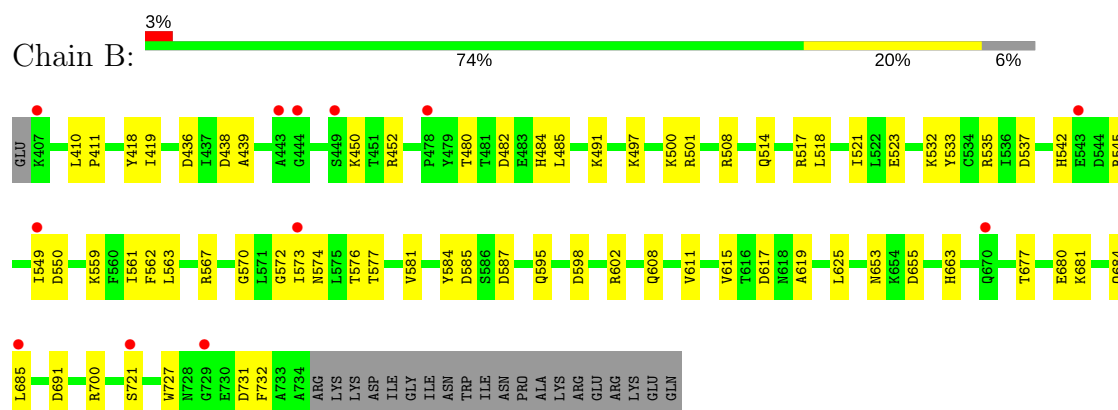 3%
Chain B:
74% 20% 6%
GLU K407 L410 P411 Y418 I419 D436 I437 D438 A439 A443 G444 S449 K450 T451 R452 P478 Y479 T480 T481 D482 E483 H484 L485 K491 K497 K500 R501 R508 Q514 R517 L518 I521 L522 E523 K532 Y533 C534 R535 I536 D537 H542 E543 D544 R545
I549 D550 K559 F560 I561 F562 L563 R567 G570 L571 G572 I573 N574 L575 T576 T577 V581 Y584 D585 S586 D587 Q595 D598 R602 Q608 V611 V615 T616 D617 N618 A619 L625 N653 K654 D655 H663 Q670 T677 E680 K681 Q684
L685 D691 R700 S721 W727 N728 G729 E730 D731 F732 A733 A734 ARG LYS LYS ASP ILE GLY ILE ASN TRP ILE ASN PRO ALA LYS ARG GLU ARG LYS GLU GLN